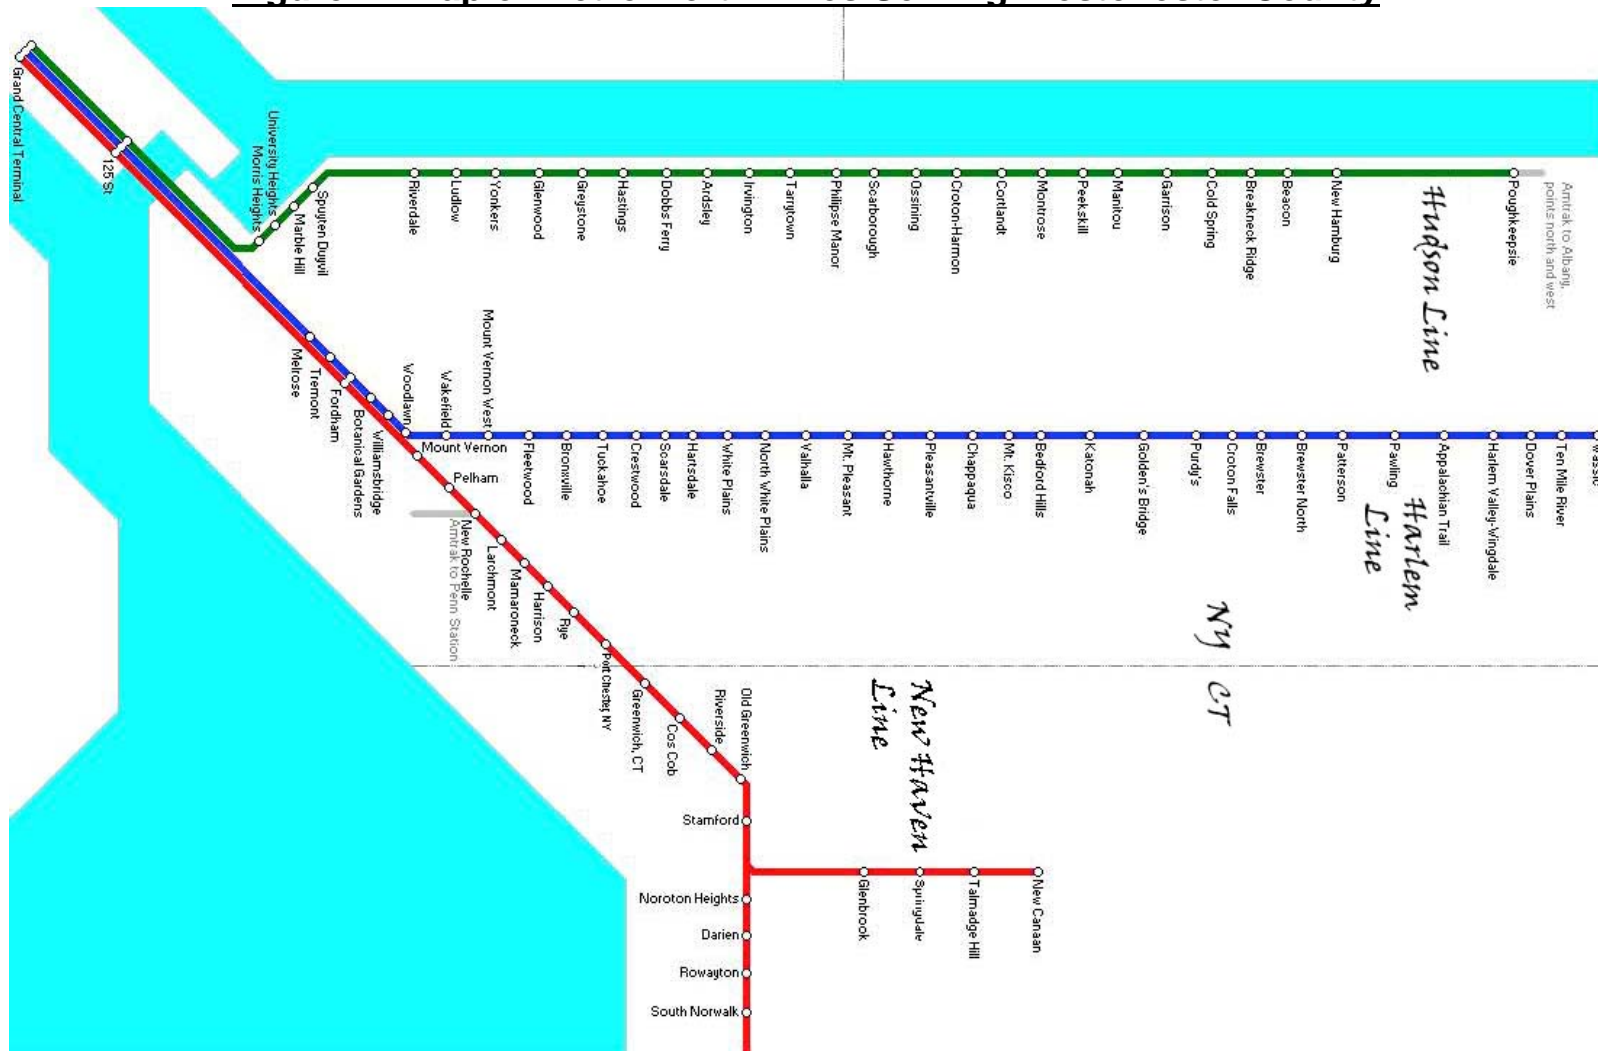 Grand Central Terminal
125 St
University Heights
Morris Heights
Marble Hill
Spuyten Duyvil
Riverdale
Ludlow
Yonkers
Glenwood
Greystone
Hastings
Dobbs Ferry
Ardsley
Irvington
Tarrytown
Philipse Manor
Scarborough
Ossining
Croton-Harmon
Cortlandt
Montrose
Peekskill
Manitou
Garrison
Cold Spring
Breakneck Ridge
Beacon
New Hamburg
Hudson Line
Poughkeepsie
Amtrak to Albany,
points north and west
Melrose
Tremont
Fordham
Botanical Gardens
Williamsbridge
Woodlawn
Wakefield
Mount Vernon West
Fleetwood
Bronxville
Tuckahoe
Crestwood
Scarsdale
Hartsdale
White Plains
North White Plains
Valhalla
Mt. Pleasant
Hawthorne
Pleasantville
Chappaqua
Mt. Kisco
Bedford Hills
Katonah
Golden's Bridge
Purdy's
Croton Falls
Brewster
Brewster North
Patterson
Pawling
Appalachian Trail
Harlem Valley-Wingdale
Dover Plains
Ten Mile River
Harlem
Line
Mount Vernon
Pelham
New Rochelle
Amtrak to Penn Station
Larchmont
Mamaroneck
Harrison
Rye
Port Chester, NY
Greenwich, CT
Cos Cob
Riverside
Old Greenwich
NY
CT
New Haven
Line
Stamford
Glenbrook
Springdale
Talmadge Hill
New Canaan
Noroton Heights
Darien
Rowayton
South Norwalk